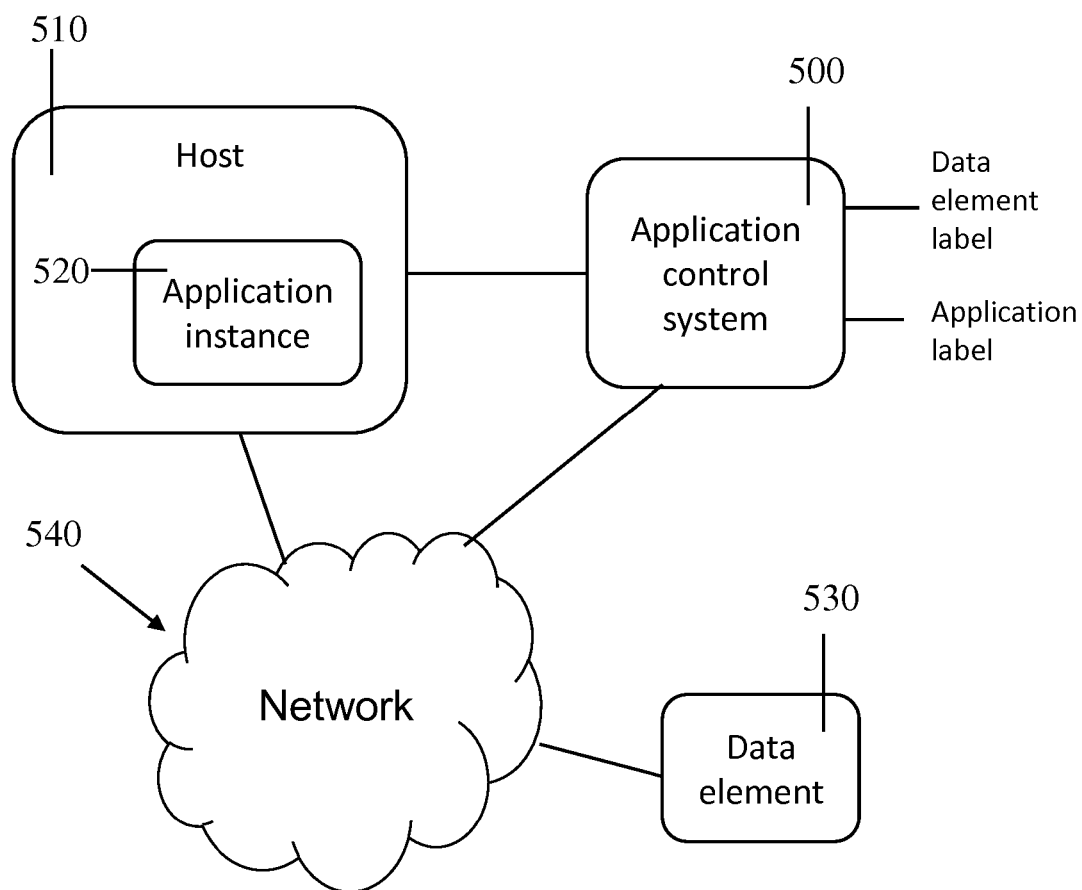 510
500
Host
Data
element
label
Application
control
system
520
Application
instance
Application
label
540
530
Network
Data
element